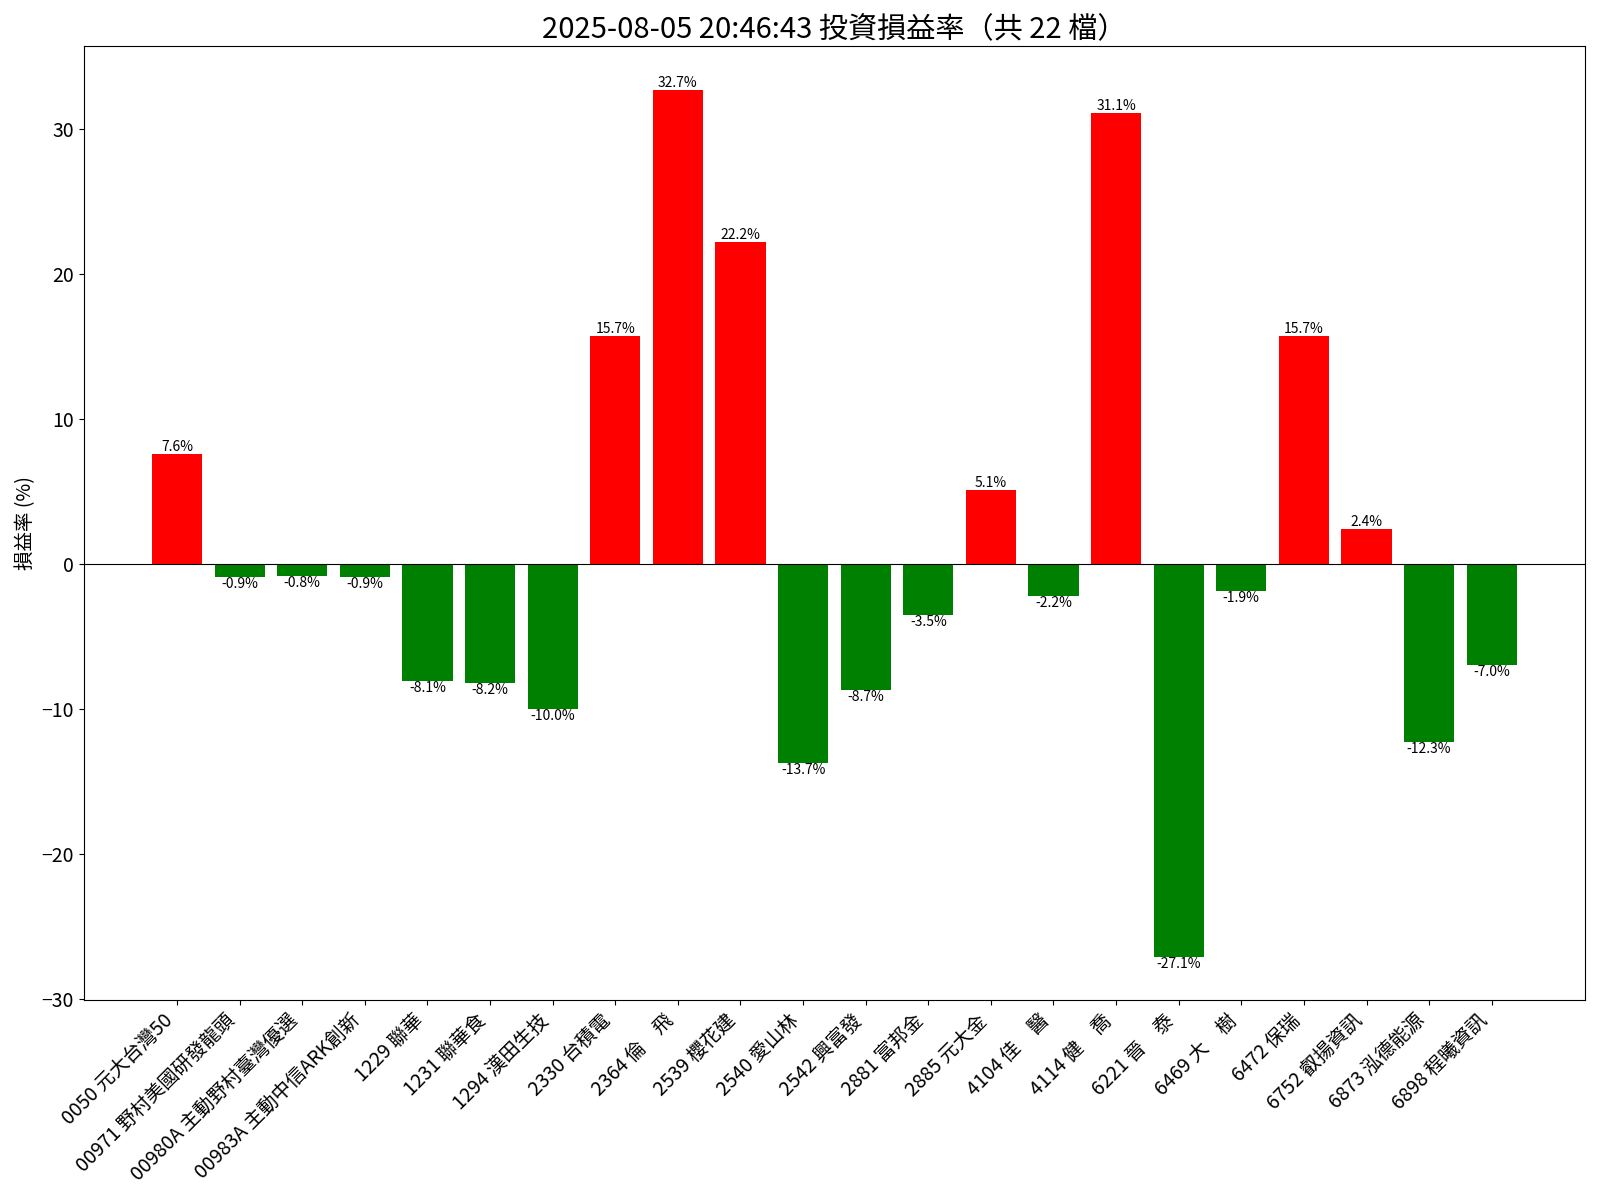 2025-08-05 20:46:43 投資損益率（共 22 檔）
損益率 (%)
30
20
10
0
−10
−20
−30
7.6%
-0.9%
-0.8%
-0.9%
-8.1%
-8.2%
-10.0%
15.7%
32.7%
22.2%
-13.7%
-8.7%
-3.5%
5.1%
-2.2%
31.1%
-27.1%
-1.9%
15.7%
2.4%
-12.3%
-7.0%
0050 元大台灣50
00971 野村美國研發龍頭
00980A 主動野村臺灣優選
00983A 主動中信ARK創新
1229 聯華
1231 聯華食
1294 漢田生技
2330 台積電
2364 倫　飛
2539 櫻花建
2540 愛山林
2542 興富發
2881 富邦金
2885 元大金
4104 佳　醫
4114 健　喬
6221 晉　泰
6469 大　樹
6472 保瑞
6752 叡揚資訊
6873 泓德能源
6898 程曦資訊